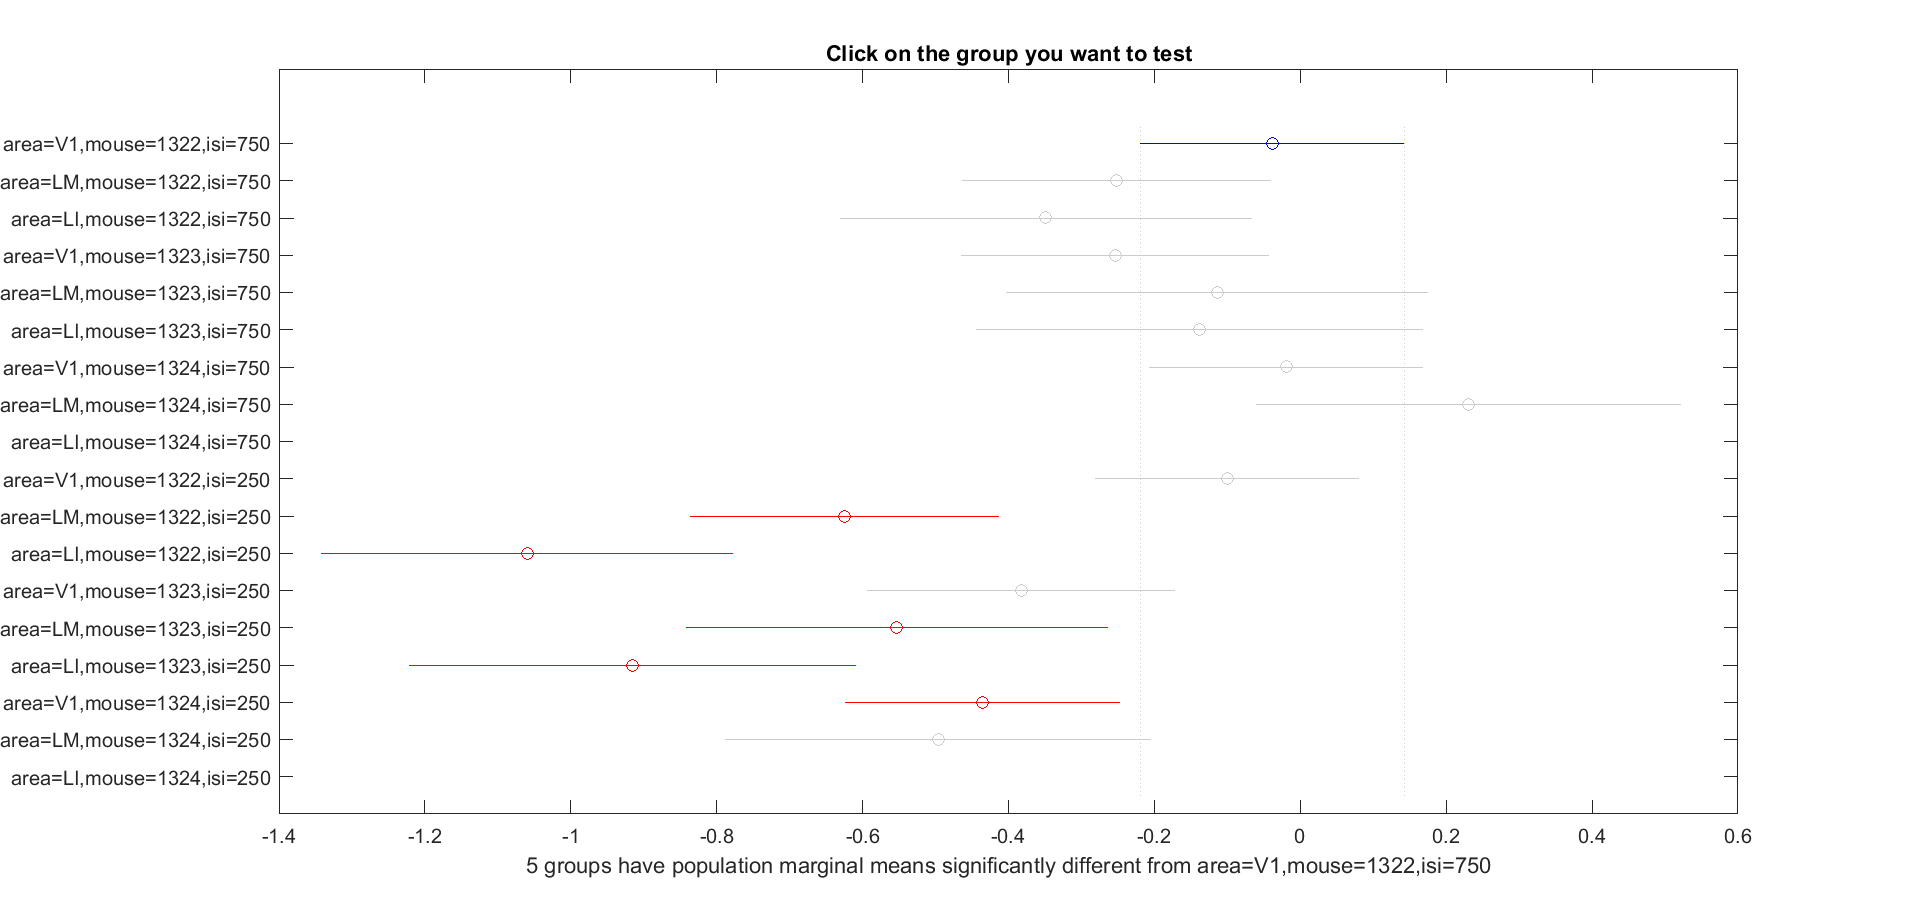 Click on the group you want to test
area=V1,mouse=1322,isi=750
area=LM,mouse=1322,isi=750
area=LI,mouse=1322,isi=750
area=V1,mouse=1323,isi=750
area=LM,mouse=1323,isi=750
area=LI,mouse=1323,isi=750
area=V1,mouse=1324,isi=750
area=LM,mouse=1324,isi=750
area=LI,mouse=1324,isi=750
area=V1,mouse=1322,isi=250
area=LM,mouse=1322,isi=250
area=LI,mouse=1322,isi=250
area=V1,mouse=1323,isi=250
area=LM,mouse=1323,isi=250
area=LI,mouse=1323,isi=250
area=V1,mouse=1324,isi=250
area=LM,mouse=1324,isi=250
area=LI,mouse=1324,isi=250
-1.4 -1.2 -1 -0.8 -0.6 -0.4 -0.2 0 0.2 0.4 0.6
5 groups have population marginal means significantly different from area=V1,mouse=1322,isi=750